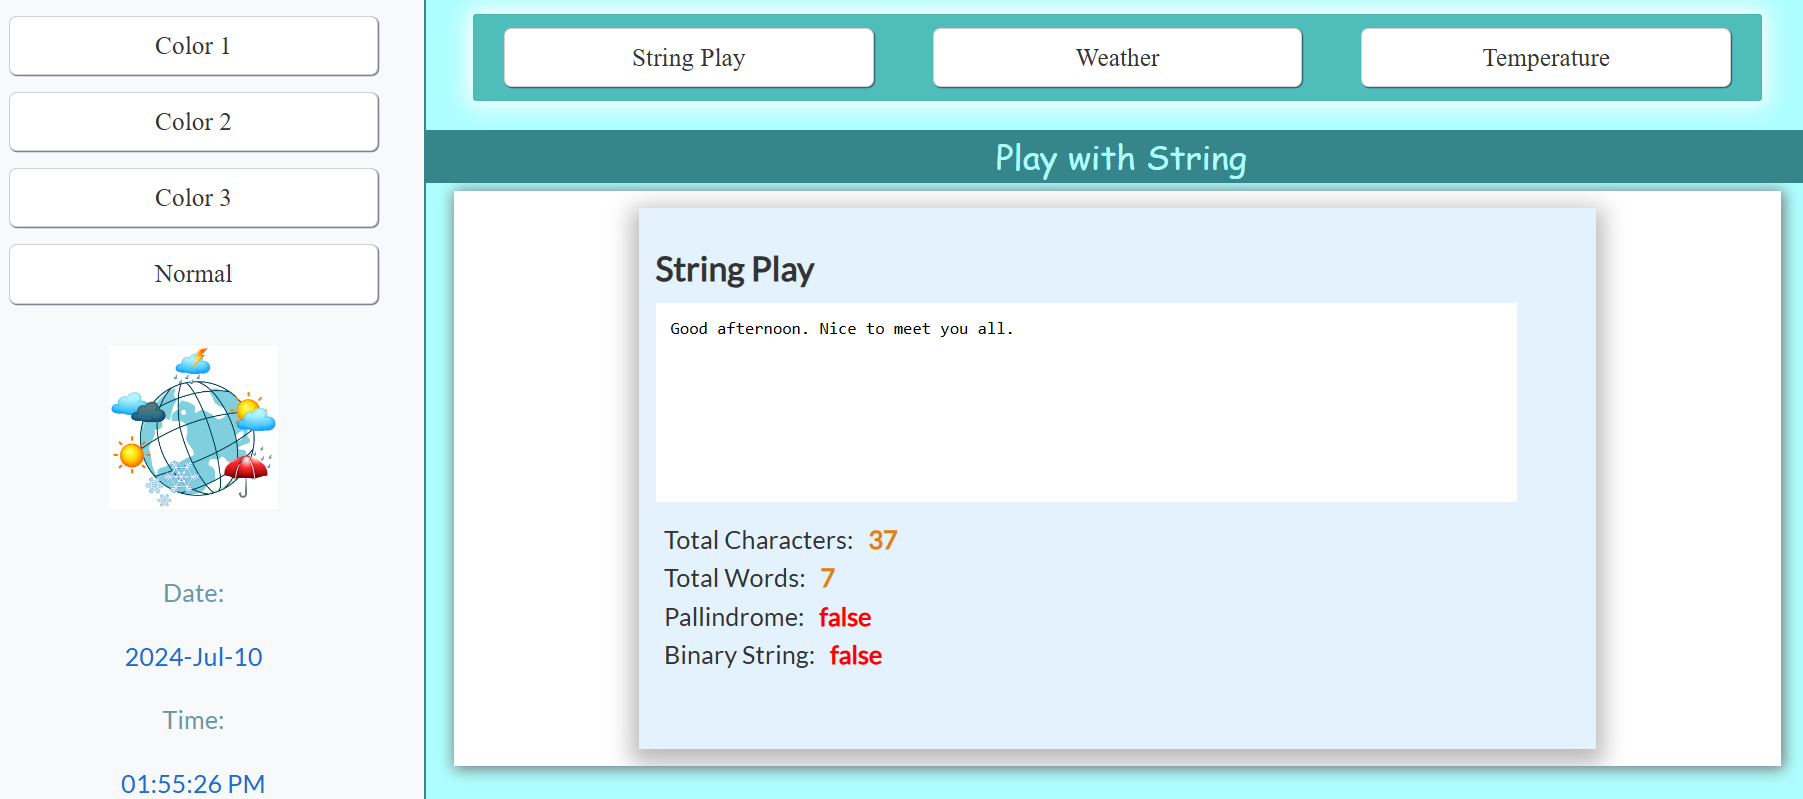 Color 1
Color 2
Color 3
Normal
Date:
2024-Jul-10
Time:
01:55:26 PM
String Play
Weather
Temperature
Play with String
String Play
Good afternoon. Nice to meet you all.
Total Characters: 37
Total Words: 7
Pallindrome: false
Binary String: false